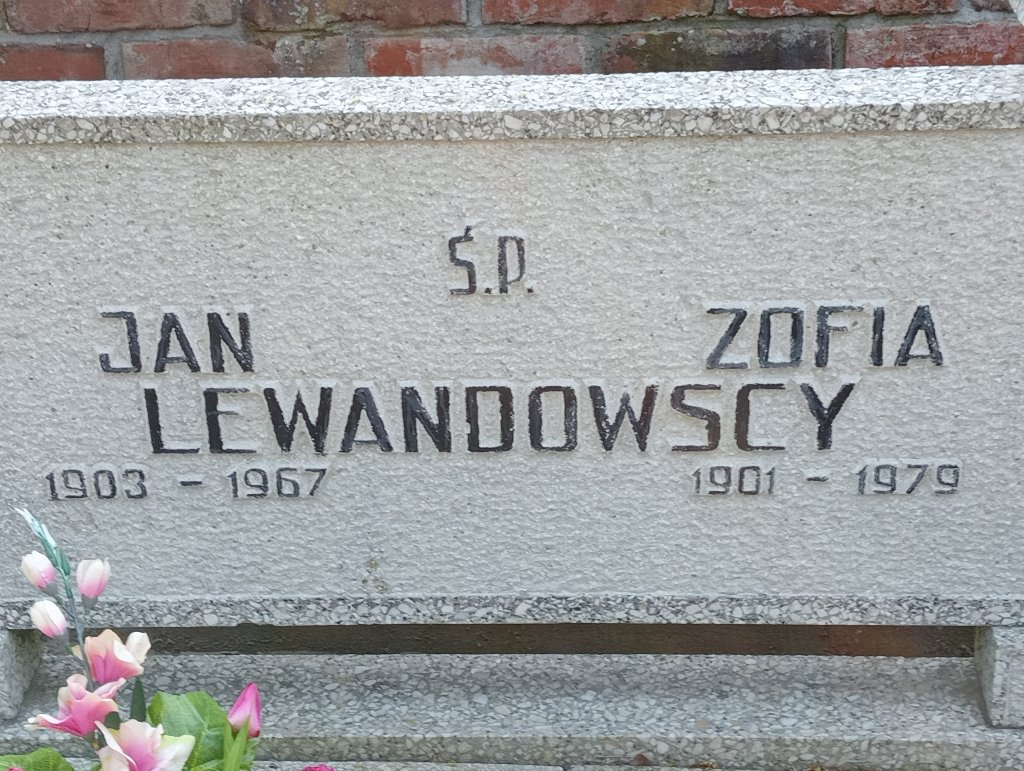 Ś.P.
JAN ZOFIA
LEWANDOWSCY
1903 - 1967 1901 - 1979